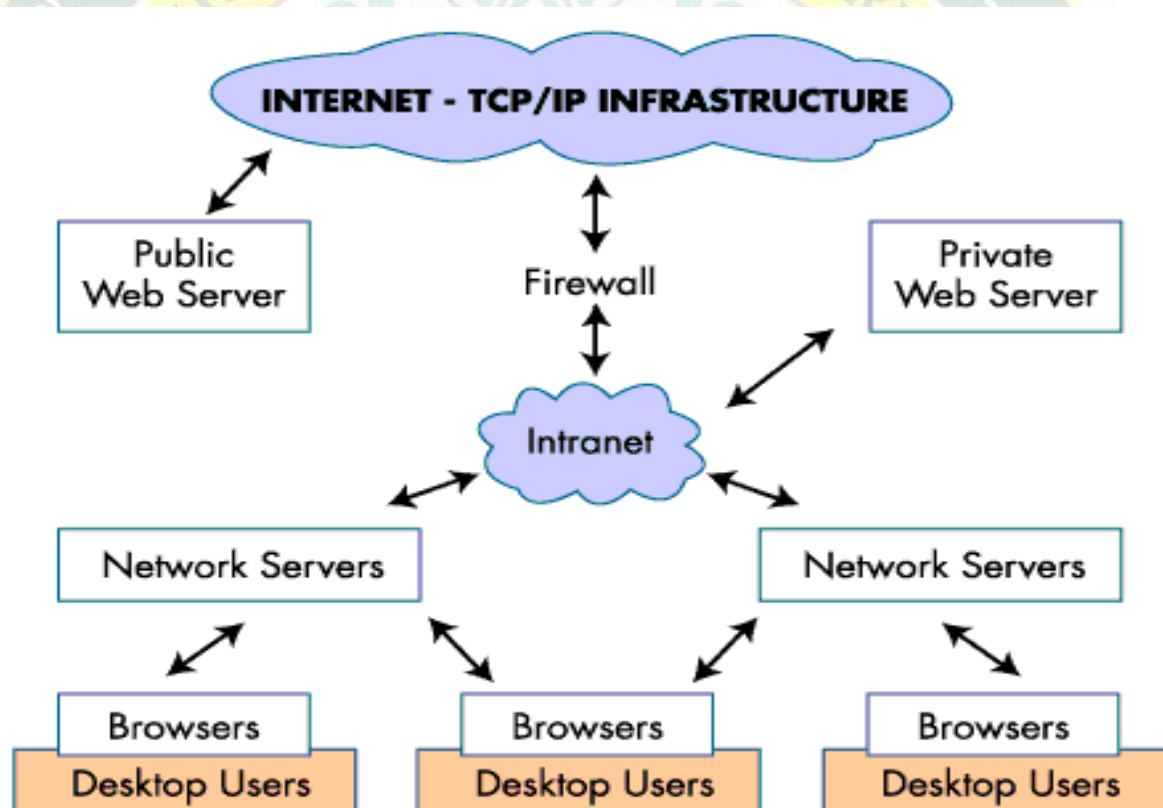 INTERNET - TCP/IP INFRASTRUCTURE
Public
Web Server
Firewall
Private
Web Server
Intranet
Network Servers
Network Servers
Browsers
Browsers
Browsers
Desktop Users
Desktop Users
Desktop Users